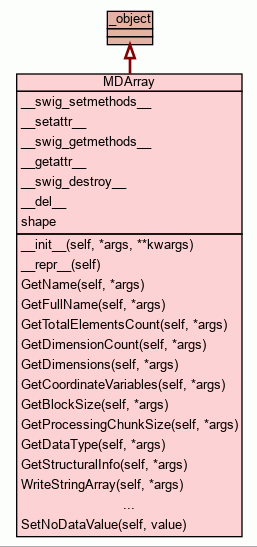 _object
MDArray
__swig_setmethods__
__setattr__
__swig_getmethods__
__getattr__
__swig_destroy__
__del__
shape
__init__(self, *args, **kwargs)
__repr__(self)
GetName(self, *args)
GetFullName(self, *args)
GetTotalElementsCount(self, *args)
GetDimensionCount(self, *args)
GetDimensions(self, *args)
GetCoordinateVariables(self, *args)
GetBlockSize(self, *args)
GetProcessingChunkSize(self, *args)
GetDataType(self, *args)
GetStructuralInfo(self, *args)
WriteStringArray(self, *args)
...
SetNoDataValue(self, value)